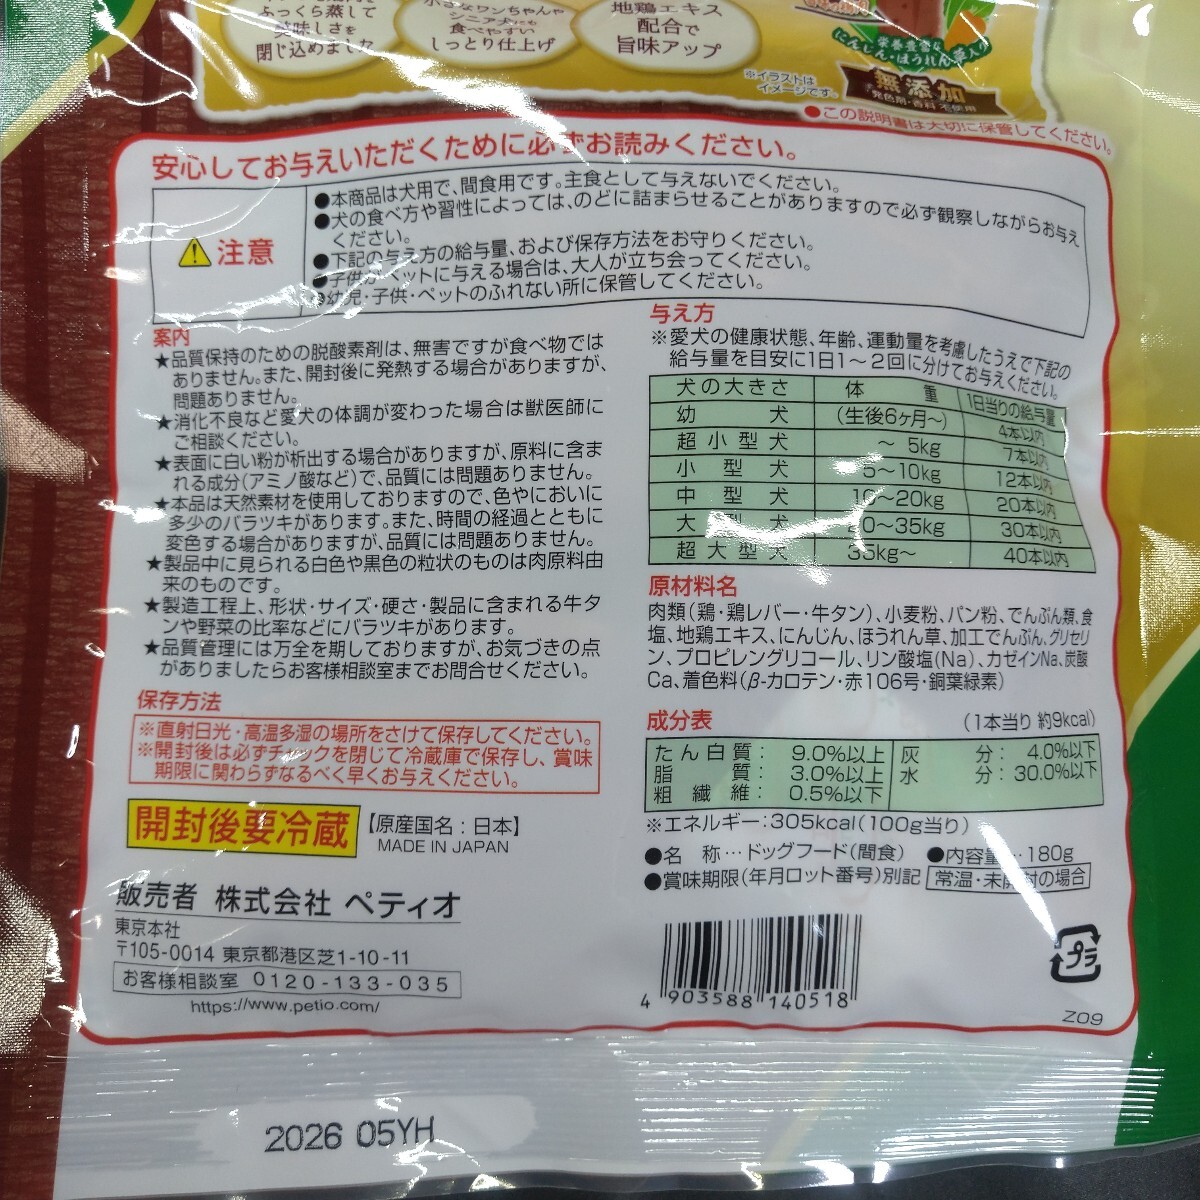 ふっくら蒸して
美味しさを
閉じ込めました
シニア犬にも
食べやすい
しっとり仕上げ
地鶏エキス
配合で
旨味アップ
※イラストは
イメージです。
栄養豊富な
にんじん・ほうれん草入り
無添加
発色剤・香料 不使用
●この説明書は大切に保管してください。
安心してお与えいただくために必ずお読みください。
注意
●本商品は犬用で、間食用です。主食として与えないでください。
●犬の食べ方や習性によっては、のどに詰まらせることがありますので必ず観察しながらお与え
ください。
●下記の与え方の給与量、および保存方法をお守りください。
●子供がペットに与える場合は、大人が立ち会ってください。
●幼児・子供・ペットのふれない所に保管してください。
案内
★品質保持のための脱酸素剤は、無害ですが食べ物では
ありません。また、開封後に発熱する場合がありますが、
問題ありません。
★消化不良など愛犬の体調が変わった場合は獣医師に
ご相談ください。
★表面に白い粉が析出する場合がありますが、原料に含ま
れる成分(アミノ酸など)で、品質には問題ありません。
★本品は天然素材を使用しておりますので、色やにおいに
多少のバラツキがあります。また、時間の経過とともに
変色する場合がありますが、品質には問題ありません。
★製品中に見られる白色や黒色の粒状のものは肉原料由
来のものです。
★製造工程上、形状・サイズ・硬さ・製品に含まれる牛タ
ンや野菜の比率などにバラツキがあります。
★品質管理には万全を期しておりますが、お気づきの点
がありましたらお客様相談室までお問合せください。
保存方法
※直射日光・高温多湿の場所をさけて保存してください。
※開封後は必ずチャックを閉じて冷蔵庫で保存し、賞味
期限に関わらずなるべく早くお与えください。
開封後要冷蔵
【原産国名:日本】
MADE IN JAPAN
販売者 株式会社 ペティオ
東京本社
〒105-0014 東京都港区芝1-10-11
お客様相談室 0120-133-035
https://www.petio.com/
与え方
※愛犬の健康状態、年齢、運動量を考慮したうえで下記の
給与量を目安に1日1～2回に分けてお与えください。
犬の大きさ 体重 1日当りの給与量
幼犬 (生後6ヶ月～) 4本以内
超小型犬 ～5kg 7本以内
小型犬 5～10kg 12本以内
中型犬 10～20kg 20本以内
大型犬 20～35kg 30本以内
超大型犬 35kg～ 40本以内
原材料名
肉類(鶏・鶏レバー・牛タン)、小麦粉、パン粉、でんぷん類、食
塩、地鶏エキス、にんじん、ほうれん草、加工でんぷん、グリセリ
ン、プロピレングリコール、リン酸塩(Na)、カゼインNa、炭酸
Ca、着色料(β-カロテン・赤106号・銅葉緑素)
成分表 (1本当り 約9kcal)
たん白質: 9.0%以上 灰分: 4.0%以下
脂質: 3.0%以上 水分: 30.0%以下
粗繊維: 0.5%以下
※エネルギー:305kcal(100g当り)
●名 称…ドッグフード(間食) ●内容量…180g
●賞味期限(年月ロット番号)別記 常温・未開封の場合
4 903588 140518
プラ
Z09
2026 05YH